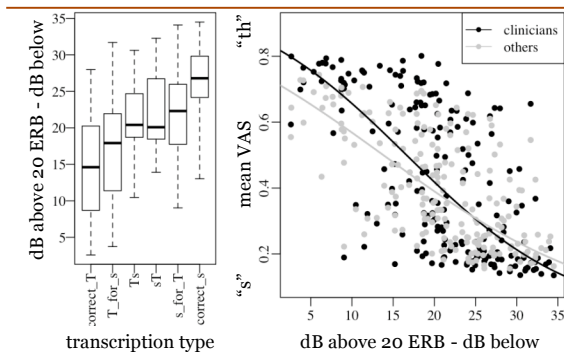 dB above 20 ERB - dB below
35
30
25
20
15
10
5
correct_T
T_for_s
Ts
sT
s_for_T
correct_s
transcription type
mean VAS
“th”
“s”
0.8
0.6
0.4
0.2
clinicians
others
5
10
15
20
25
30
35
dB above 20 ERB - dB below